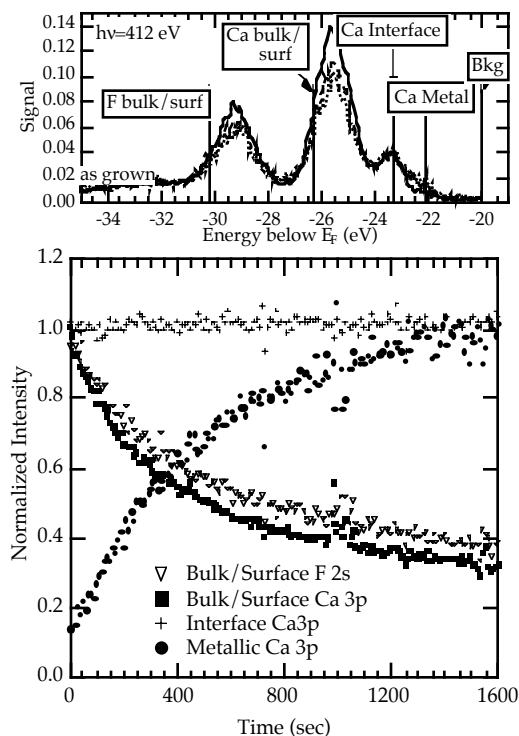 hν=412 eV
Ca bulk/
surf
Ca Interface
Bkg
F bulk/surf
Ca Metal
as grown
Signal
0.14
0.12
0.10
0.08
0.06
0.04
0.02
0.00
-34 -32 -30 -28 -26 -24 -22 -20
Energy below EF (eV)
Normalized Intensity
1.2
1.0
0.8
0.6
0.4
0.2
0.0
Bulk/Surface F 2s
Bulk/Surface Ca 3p
Interface Ca3p
Metallic Ca 3p
0 400 800 1200 1600
Time (sec)